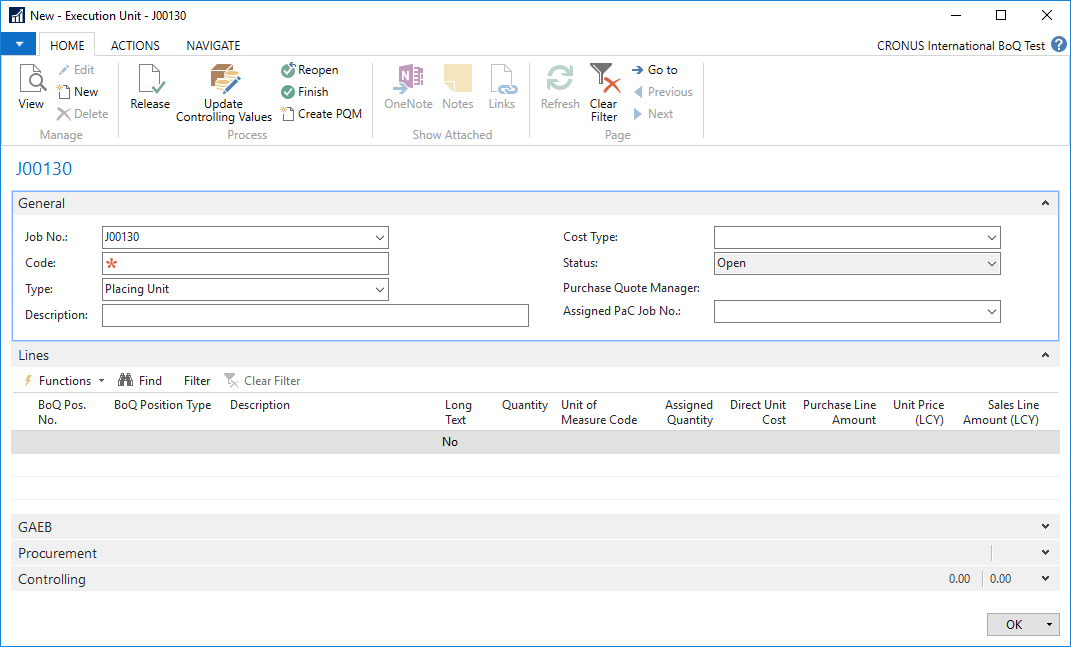 New - Execution Unit - J00130
HOME ACTIONS NAVIGATE CRONUS International BoQ Test ?
View
Edit
New
Delete
Manage
Release
Update
Controlling Values
Reopen
Finish
Create PQM
Process
OneNote
Notes
Links
Show Attached
Refresh
Clear
Filter
Go to
Previous
Next
Page
J00130
General
Job No.: J00130
Code: *
Type: Placing Unit
Description:
Cost Type:
Status: Open
Purchase Quote Manager:
Assigned PaC Job No.:
Lines
Functions Find Filter Clear Filter
BoQ Pos. BoQ Position Type Description Long Quantity Unit of Assigned Direct Unit Purchase Line Unit Price Sales Line
No. Text Measure Code Quantity Cost Amount (LCY) Amount (LCY)
No
GAEB
Procurement
Controlling 0.00 0.00
OK